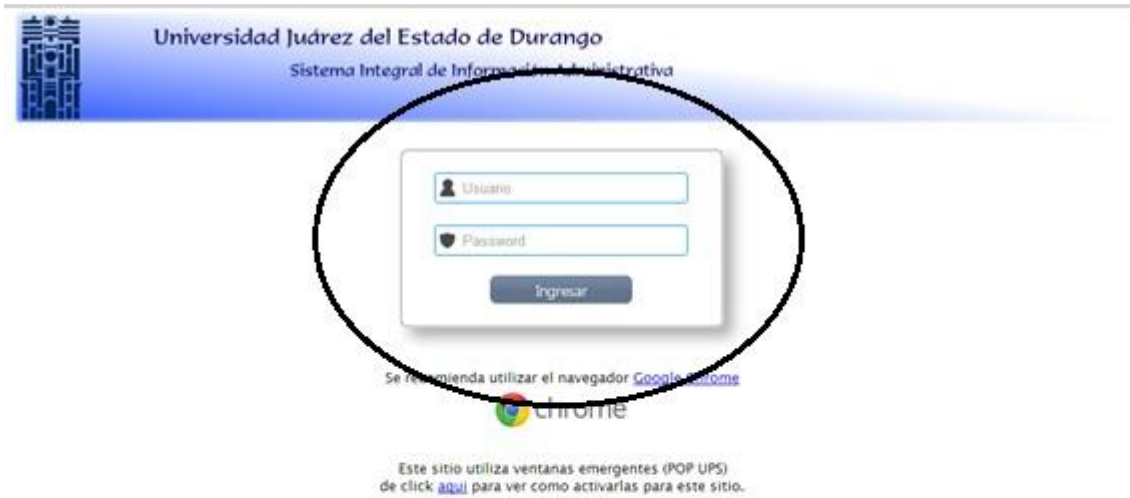 Universidad Juárez del Estado de Durango
Sistema Integral de Información Administrativa
Usuario
Password
Ingresar
Se recomienda utilizar el navegador Google Chrome
chrome
Este sitio utiliza ventanas emergentes (POP UPS)
de click aqui para ver como activarlas para este sitio.